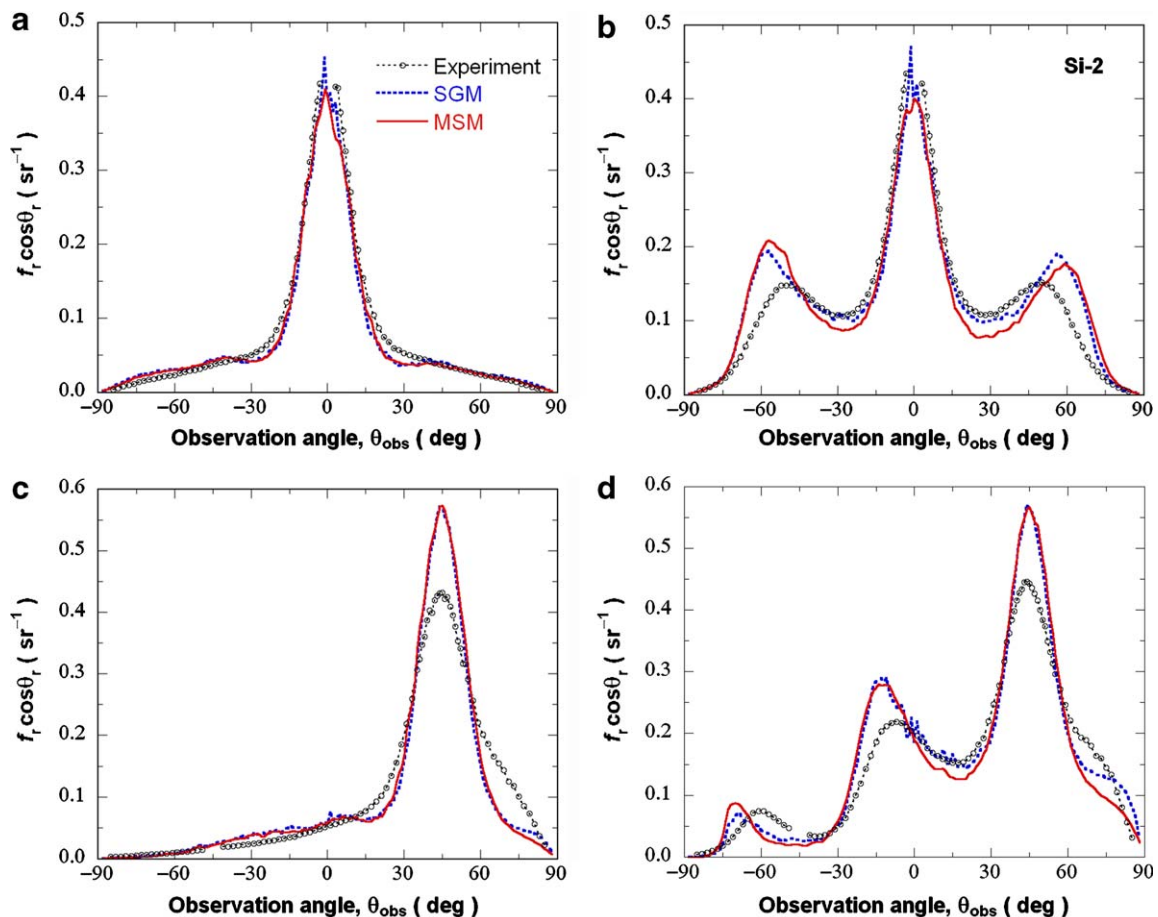 a
0.5
0.4
0.3
0.2
0.1
0.0
f_r cosθ_r ( sr⁻¹ )
Experiment
SGM
MSM
−90 −60 −30 0 30 60 90
Observation angle, θ_obs ( deg )
b
Si-2
0.5
0.4
0.3
0.2
0.1
0.0
f_r cosθ_r ( sr⁻¹ )
−90 −60 −30 0 30 60 90
Observation angle, θ_obs ( deg )
c
0.6
0.5
0.4
0.3
0.2
0.1
0.0
f_r cosθ_r ( sr⁻¹ )
−90 −60 −30 0 30 60 90
Observation angle, θ_obs ( deg )
d
0.6
0.5
0.4
0.3
0.2
0.1
0.0
f_r cosθ_r ( sr⁻¹ )
−90 −60 −30 0 30 60 90
Observation angle, θ_obs ( deg )